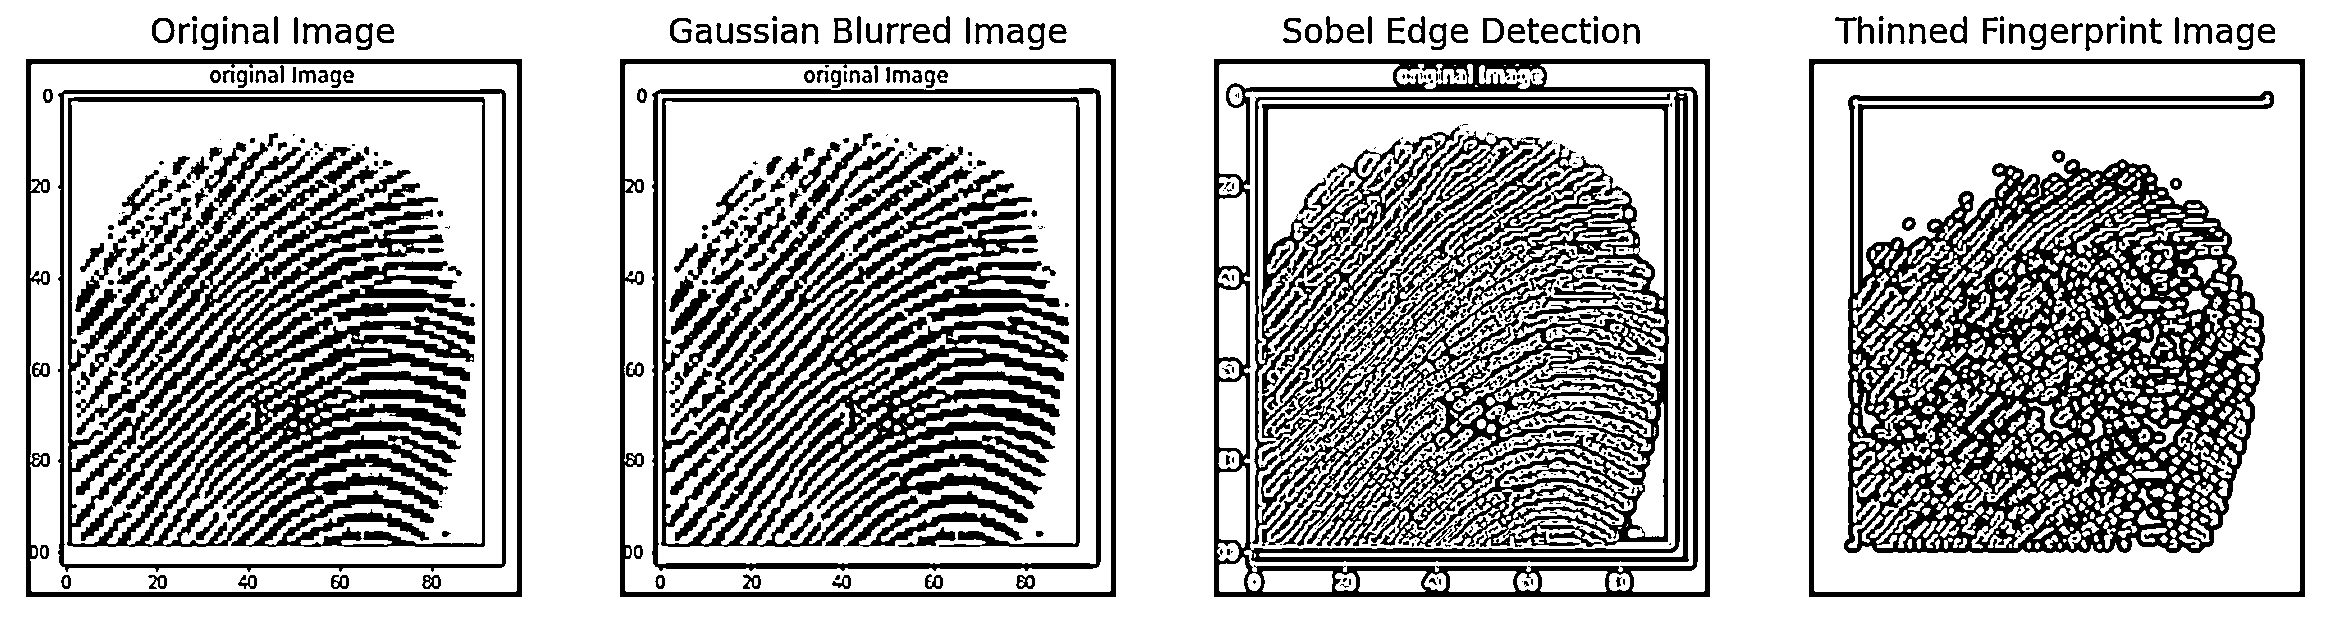 Original Image
Gaussian Blurred Image
Sobel Edge Detection
Thinned Fingerprint Image
original Image
0
20
40
60
80
00
0 20 40 60 80
original Image
0
20
40
60
80
00
0 20 40 60 80
original Image
0
20
40
60
80
00
0 20 40 60 80